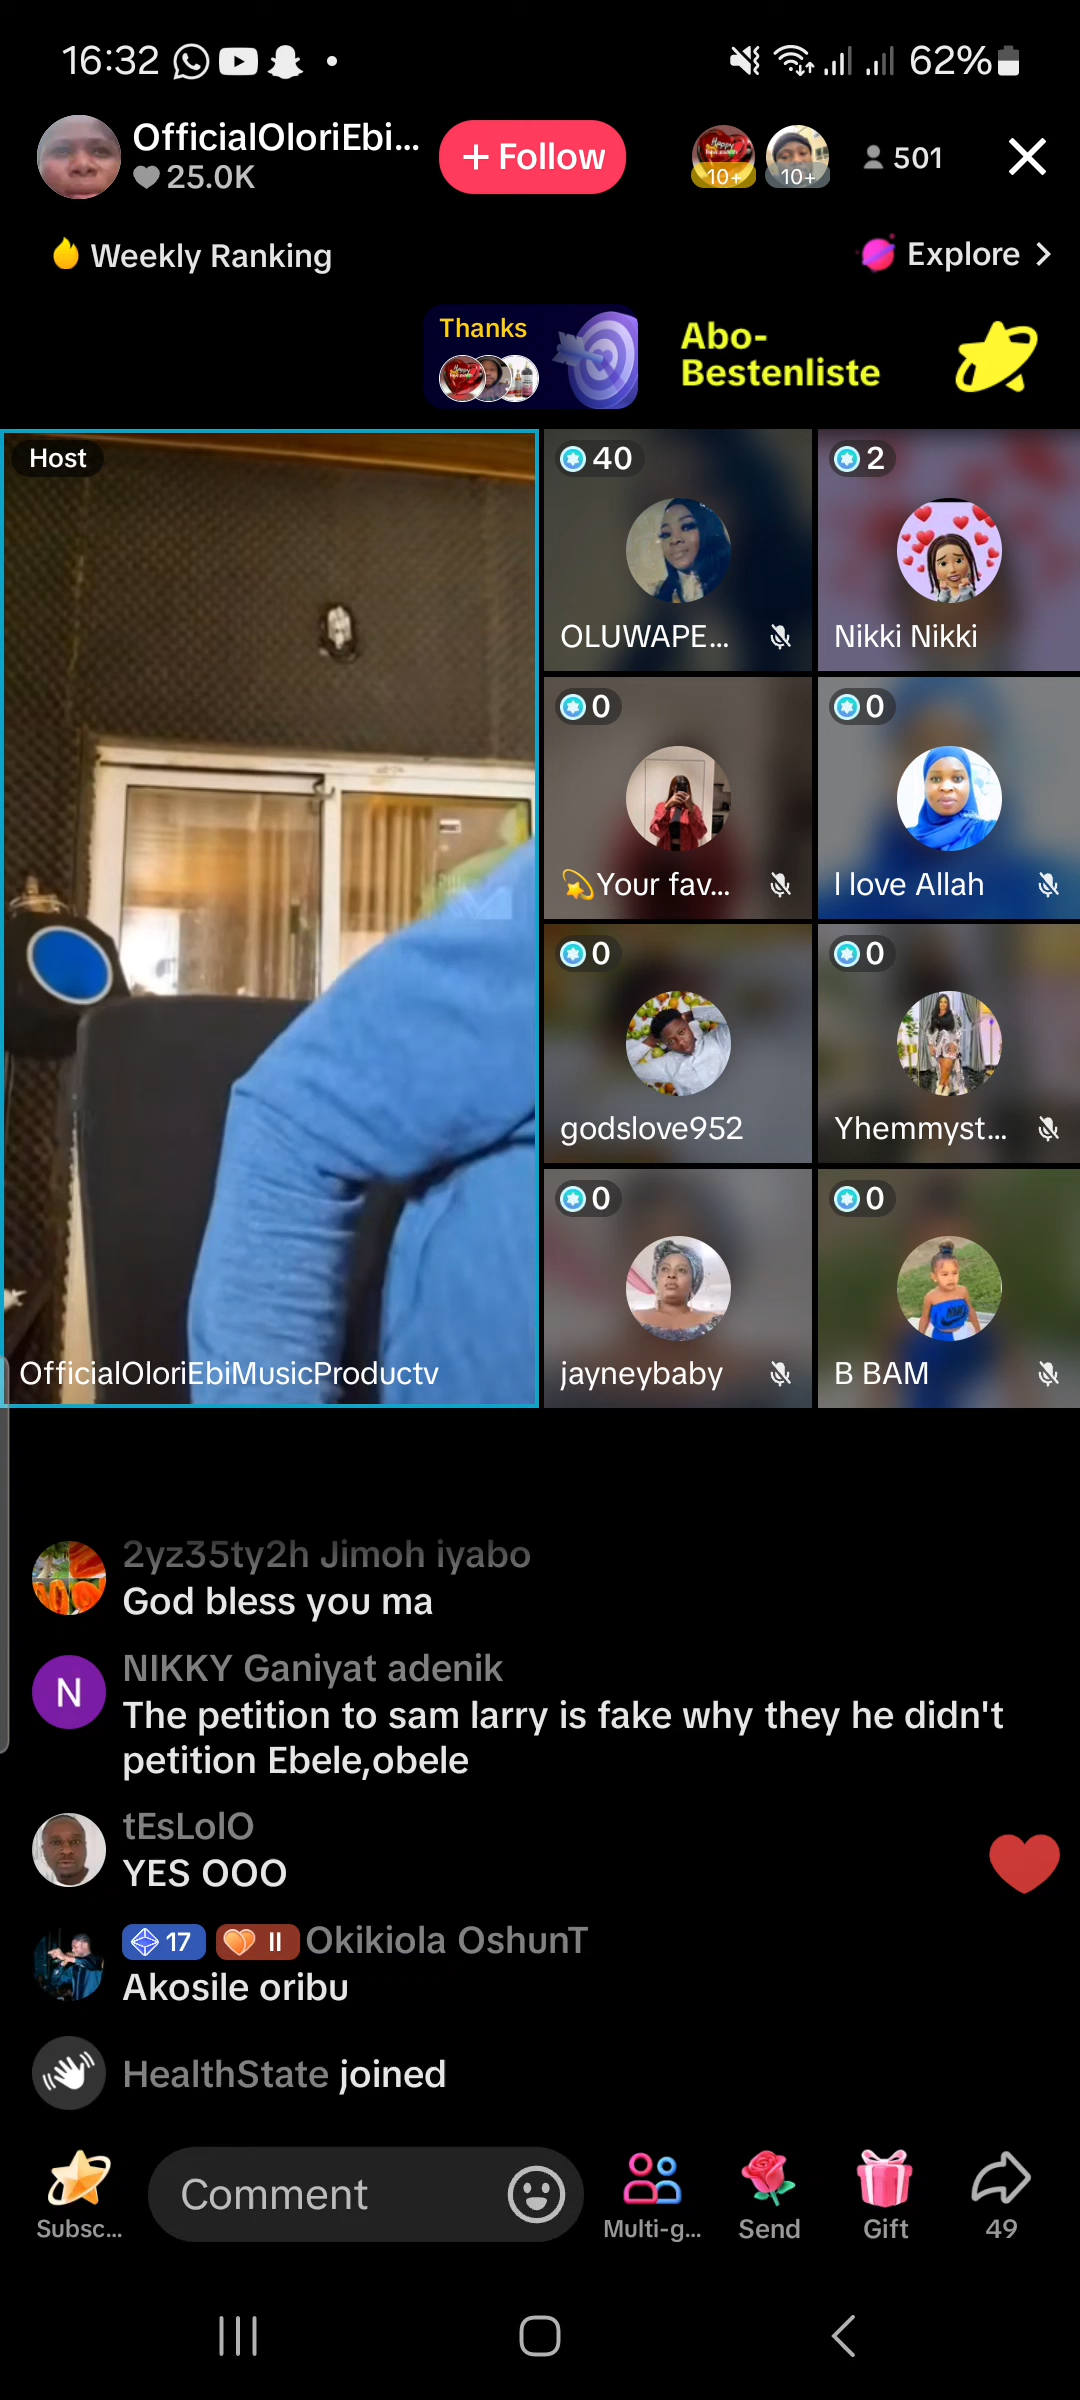 16:32
62%
OfficialOloriEbi...
25.0K
+ Follow
10+
10+
501
Weekly Ranking
Explore
Thanks
Abo-
Bestenliste
Host
40
2
OLUWAPE...
Nikki Nikki
0
0
Your fav...
I love Allah
0
0
godslove952
Yhemmyst...
0
0
OfficialOloriEbiMusicProductv
jayneybaby
B BAM
2yz35ty2h Jimoh iyabo
God bless you ma
N
NIKKY Ganiyat adenik
The petition to sam larry is fake why they he didn't
petition Ebele,obele
tEsLolO
YES OOO
17 II Okikiola OshunT
Akosile oribu
HealthState joined
Comment
Subsc...
Multi-g...
Send
Gift
49